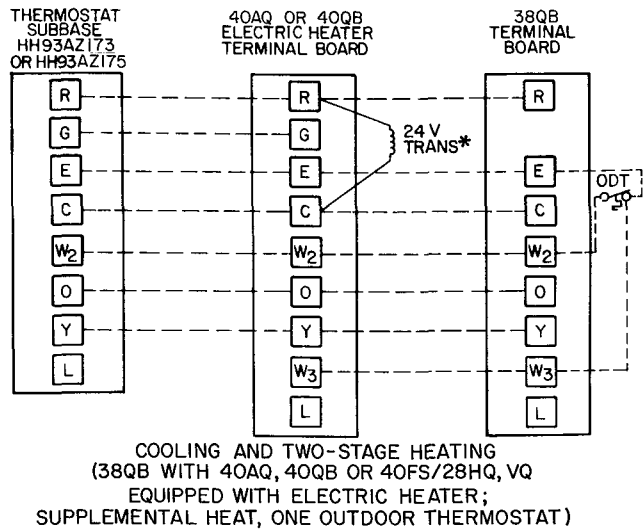 THERMOSTAT
SUBBASE
HH93AZ173
OR HH93AZ175
40AQ OR 40QB
ELECTRIC HEATER
TERMINAL BOARD
38QB
TERMINAL
BOARD
R
G
E
C
W2
O
Y
L
R
G
E
C
W2
O
Y
W3
L
24 V
TRANS*
R
E
C
W2
O
Y
W3
L
ODT
COOLING AND TWO-STAGE HEATING
(38QB WITH 40AQ, 40QB OR 40FS/28HQ, VQ
EQUIPPED WITH ELECTRIC HEATER;
SUPPLEMENTAL HEAT, ONE OUTDOOR THERMOSTAT)